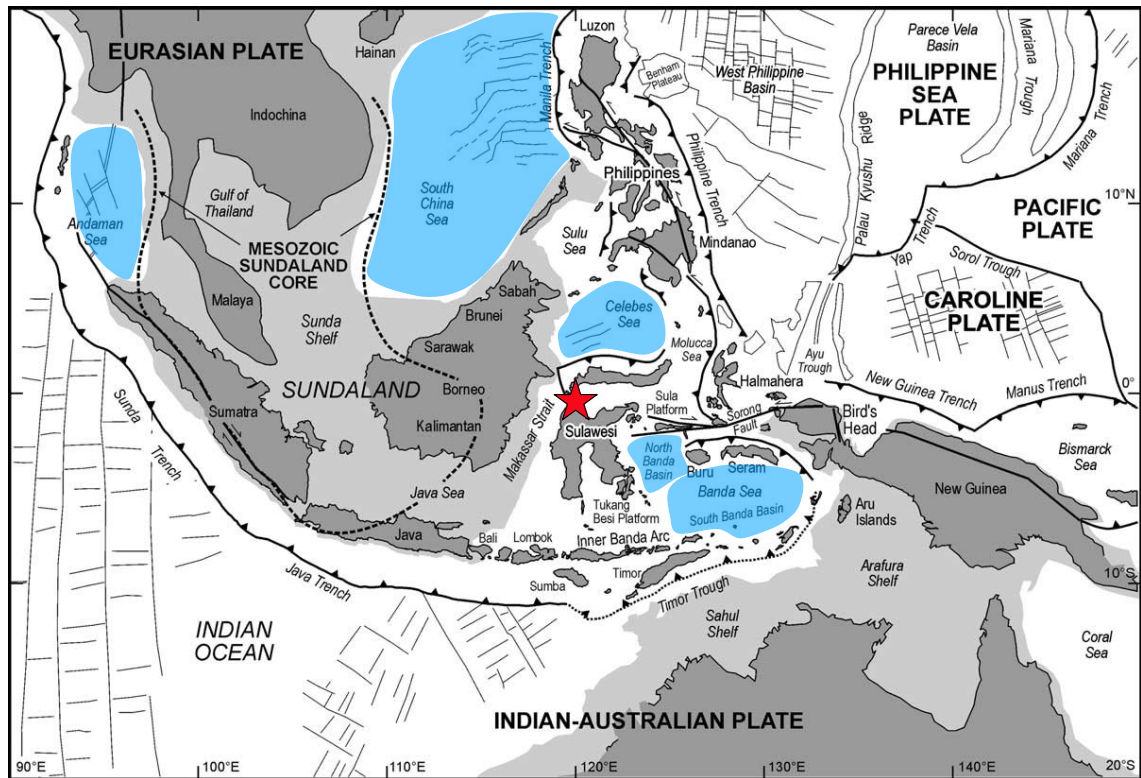 EURASIAN PLATE
Hainan
Indochina
Gulf of
Thailand
Andaman
Sea
MESOZOIC
SUNDALAND
CORE
Malaya
Sunda
Shelf
SUNDALAND
Sumatra
Sunda
Trench
South
China
Sea
Manila Trench
Luzon
Benham
Plateau
West Philippine
Basin
Parece Vela
Basin
Mariana
Trough
PHILIPPINE
SEA
PLATE
Palau Kyushu Ridge
Mariana Trench
Philippines
Philippine Trench
Sulu
Sea
Mindanao
10°N
PACIFIC
PLATE
Yap Trench
Sorol Trough
CAROLINE
PLATE
Sabah
Brunei
Sarawak
Borneo
Kalimantan
Celebes
Sea
Molucca
Sea
Ayu
Trough
Halmahera
New Guinea Trench
Manus Trench
0°
Makassar Strait
Sula
Platform
Sorong
Fault
Bird's
Head
Sulawesi
North
Banda
Basin
Buru
Seram
Bismarck
Sea
Java Sea
Banda Sea
South Banda Basin
New Guinea
Tukang
Besi Platform
Aru
Islands
Java
Bali
Lombok
Inner Banda Arc
Sumba
Timor
Timor Trough
Java Trench
Arafura
Shelf
10°S
Sahul
Shelf
Coral
Sea
INDIAN
OCEAN
INDIAN-AUSTRALIAN PLATE
90°E
100°E
110°E
120°E
130°E
140°E
20°S